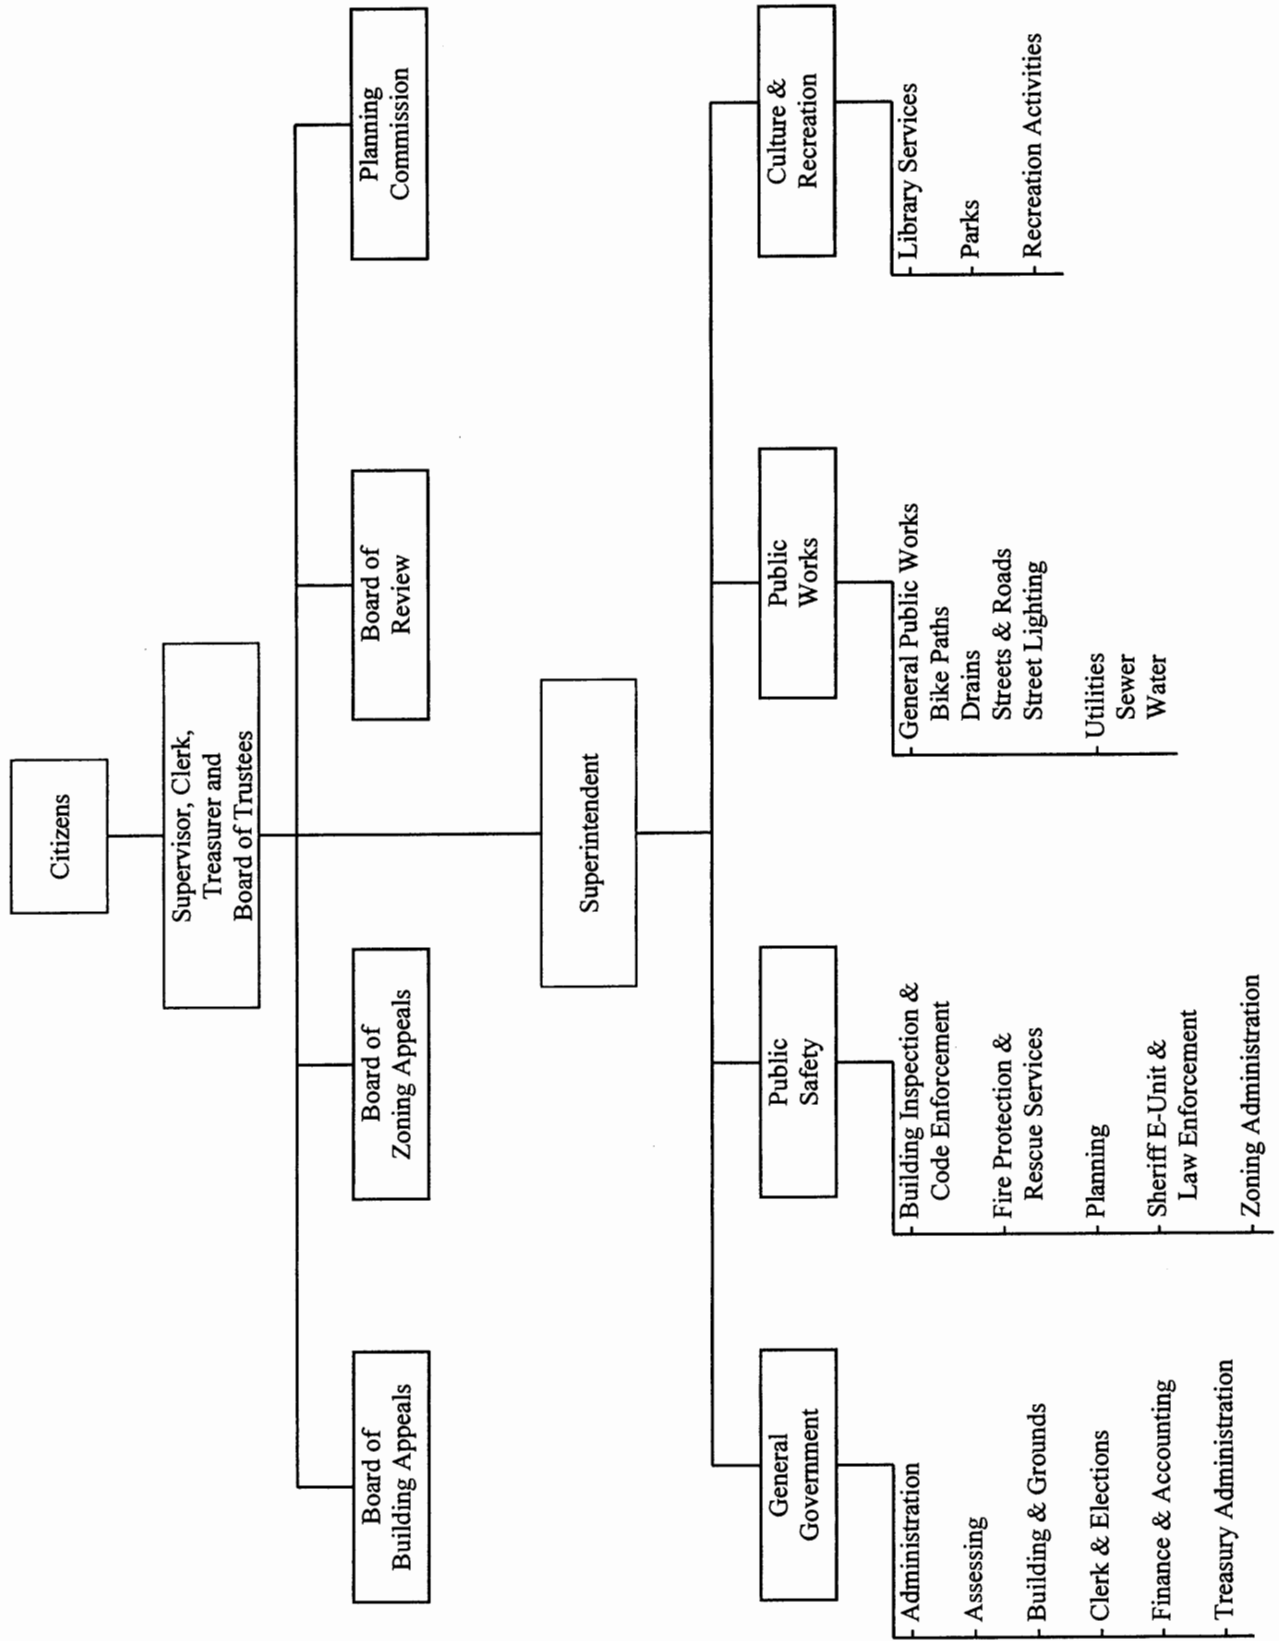 Citizens
Supervisor, Clerk,
Treasurer and
Board of Trustees
Board of
Building Appeals
Board of
Zoning Appeals
Board of
Review
Planning
Commission
Superintendent
General
Government
Administration
Assessing
Building & Grounds
Clerk & Elections
Finance & Accounting
Treasury Administration
Public
Safety
Building Inspection &
Code Enforcement
Fire Protection &
Rescue Services
Planning
Sheriff E-Unit &
Law Enforcement
Zoning Administration
Public
Works
General Public Works
Bike Paths
Drains
Streets & Roads
Street Lighting
Utilities
Sewer
Water
Culture &
Recreation
Library Services
Parks
Recreation Activities